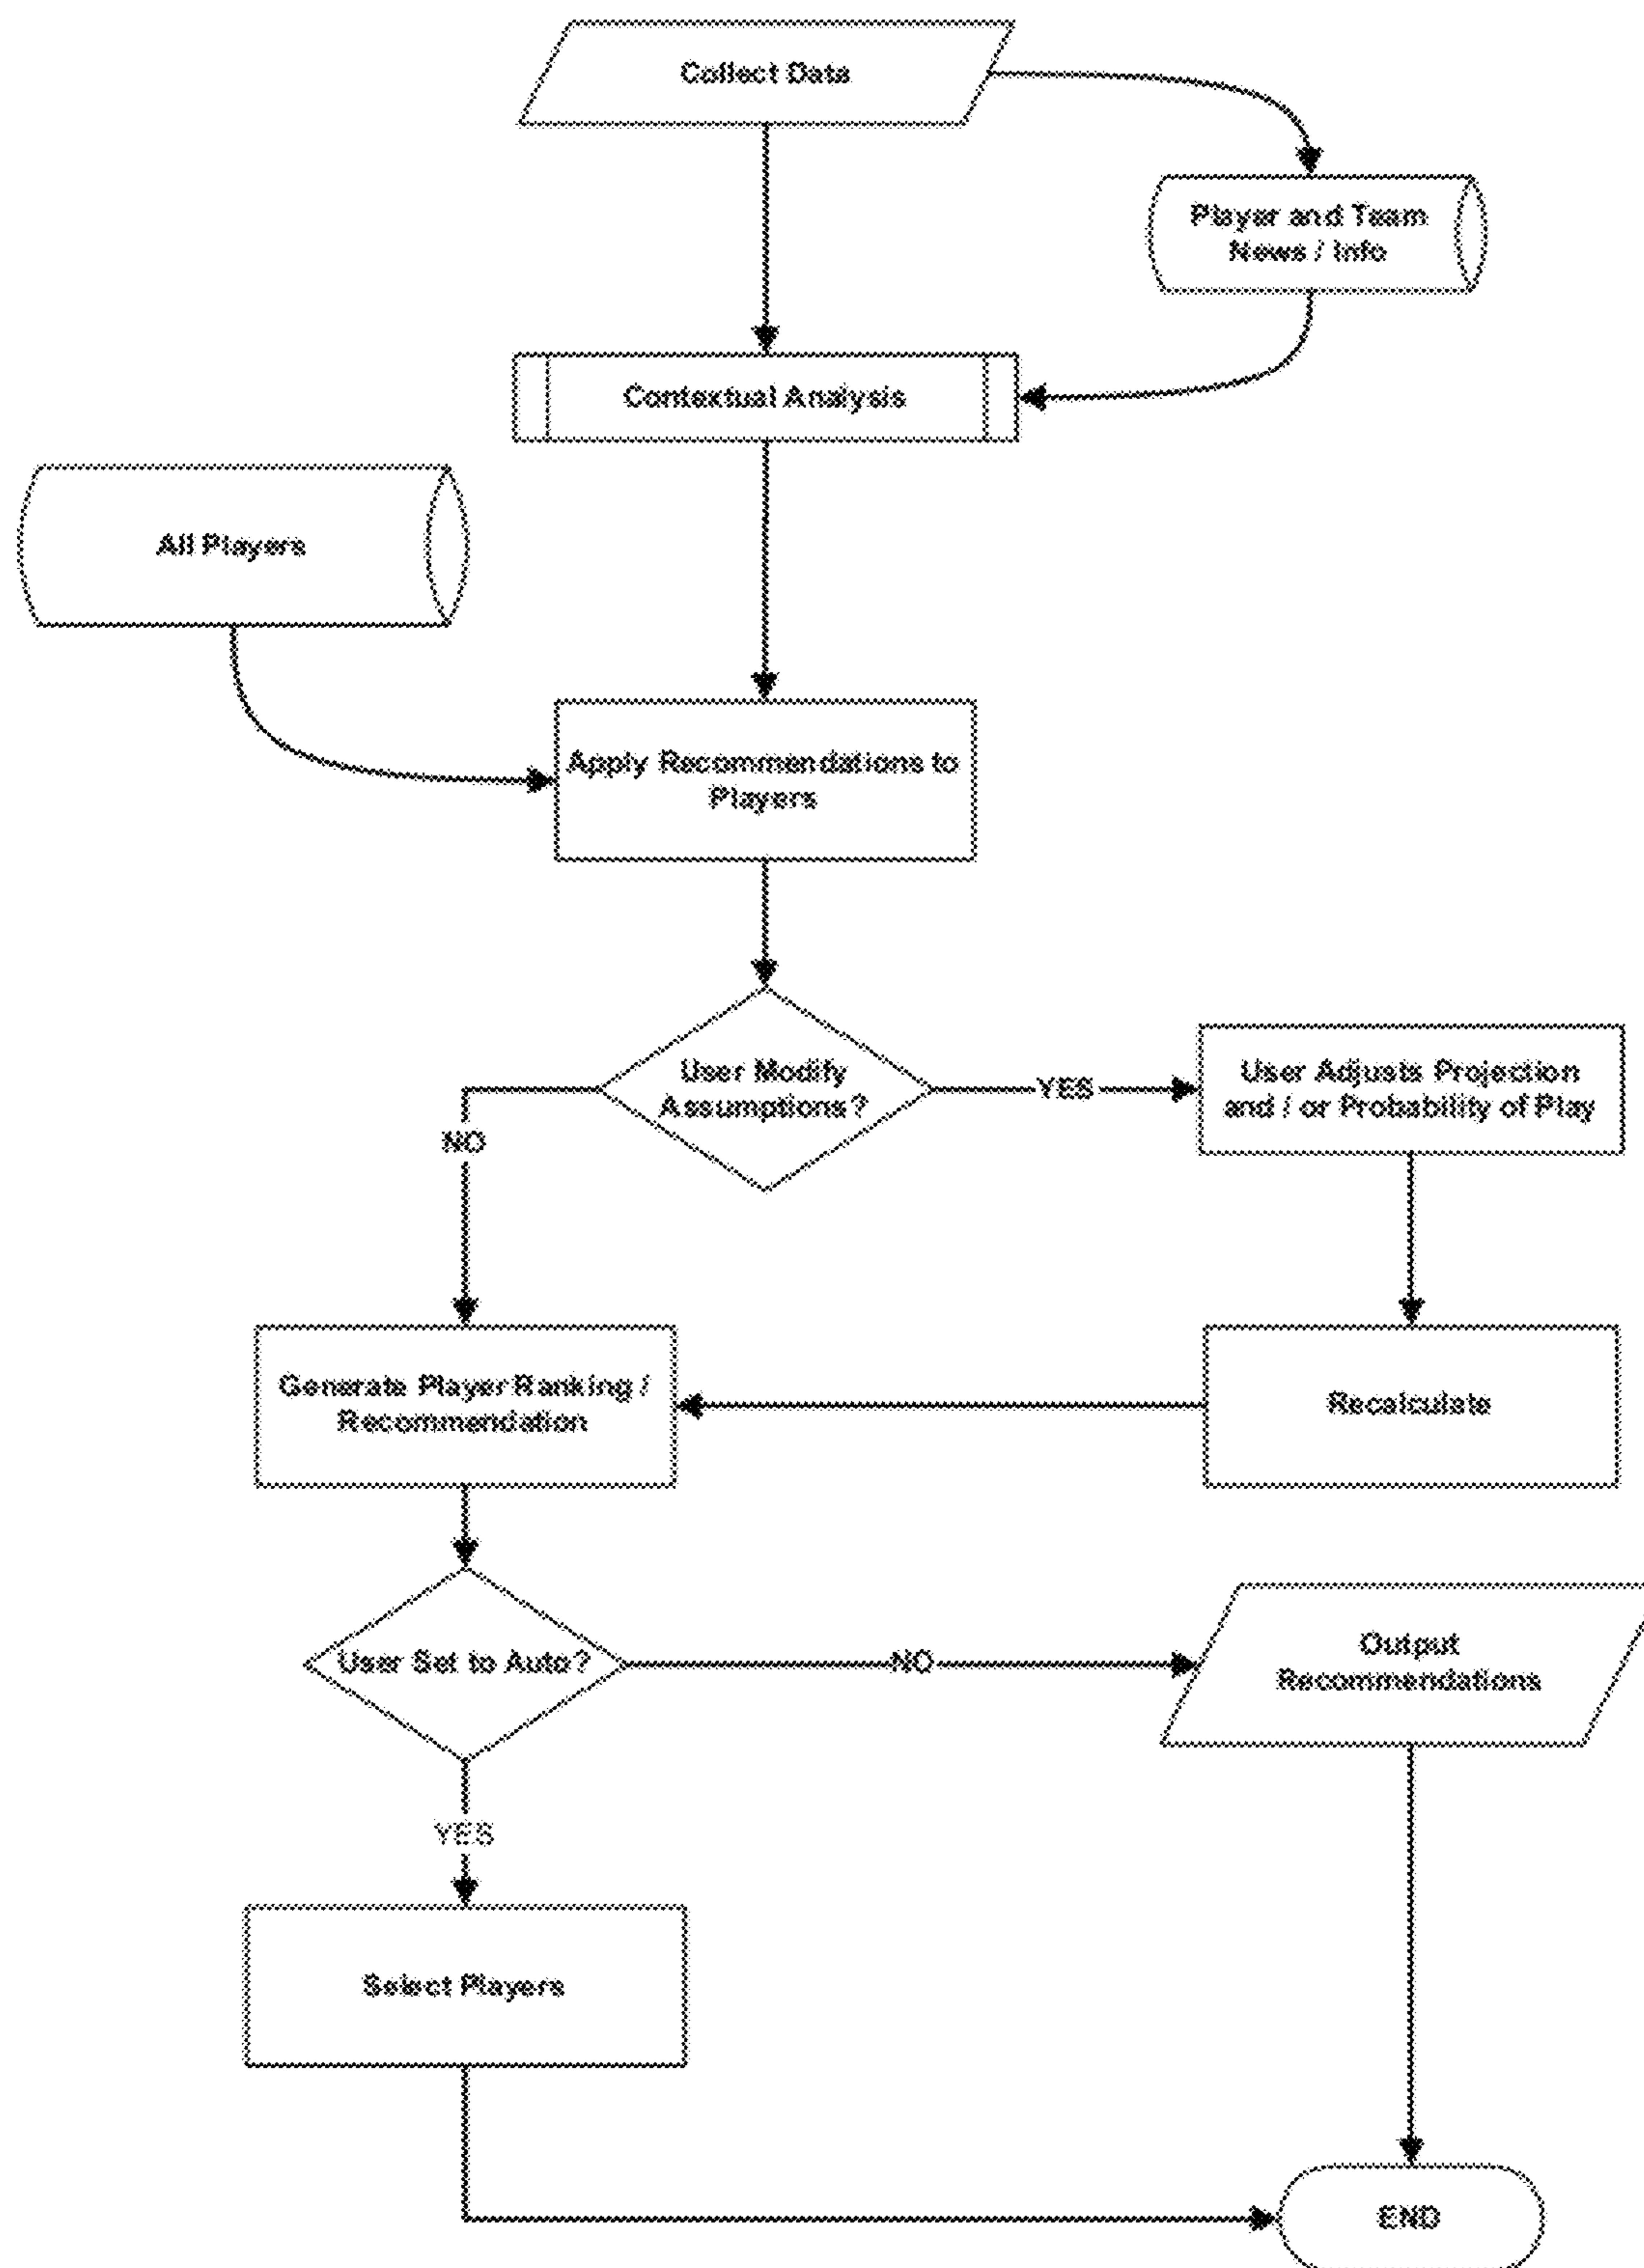 Collect Data
Player and Team
News / Info
Contextual Analysis
All Players
Apply Recommendations to
Players
User Modify
Assumptions?
YES
User Adjusts Projection
and / or Probability of Play
NO
Generate Player Ranking /
Recommendation
Recalculate
User Set to Auto?
NO
Output
Recommendations
YES
Select Players
END